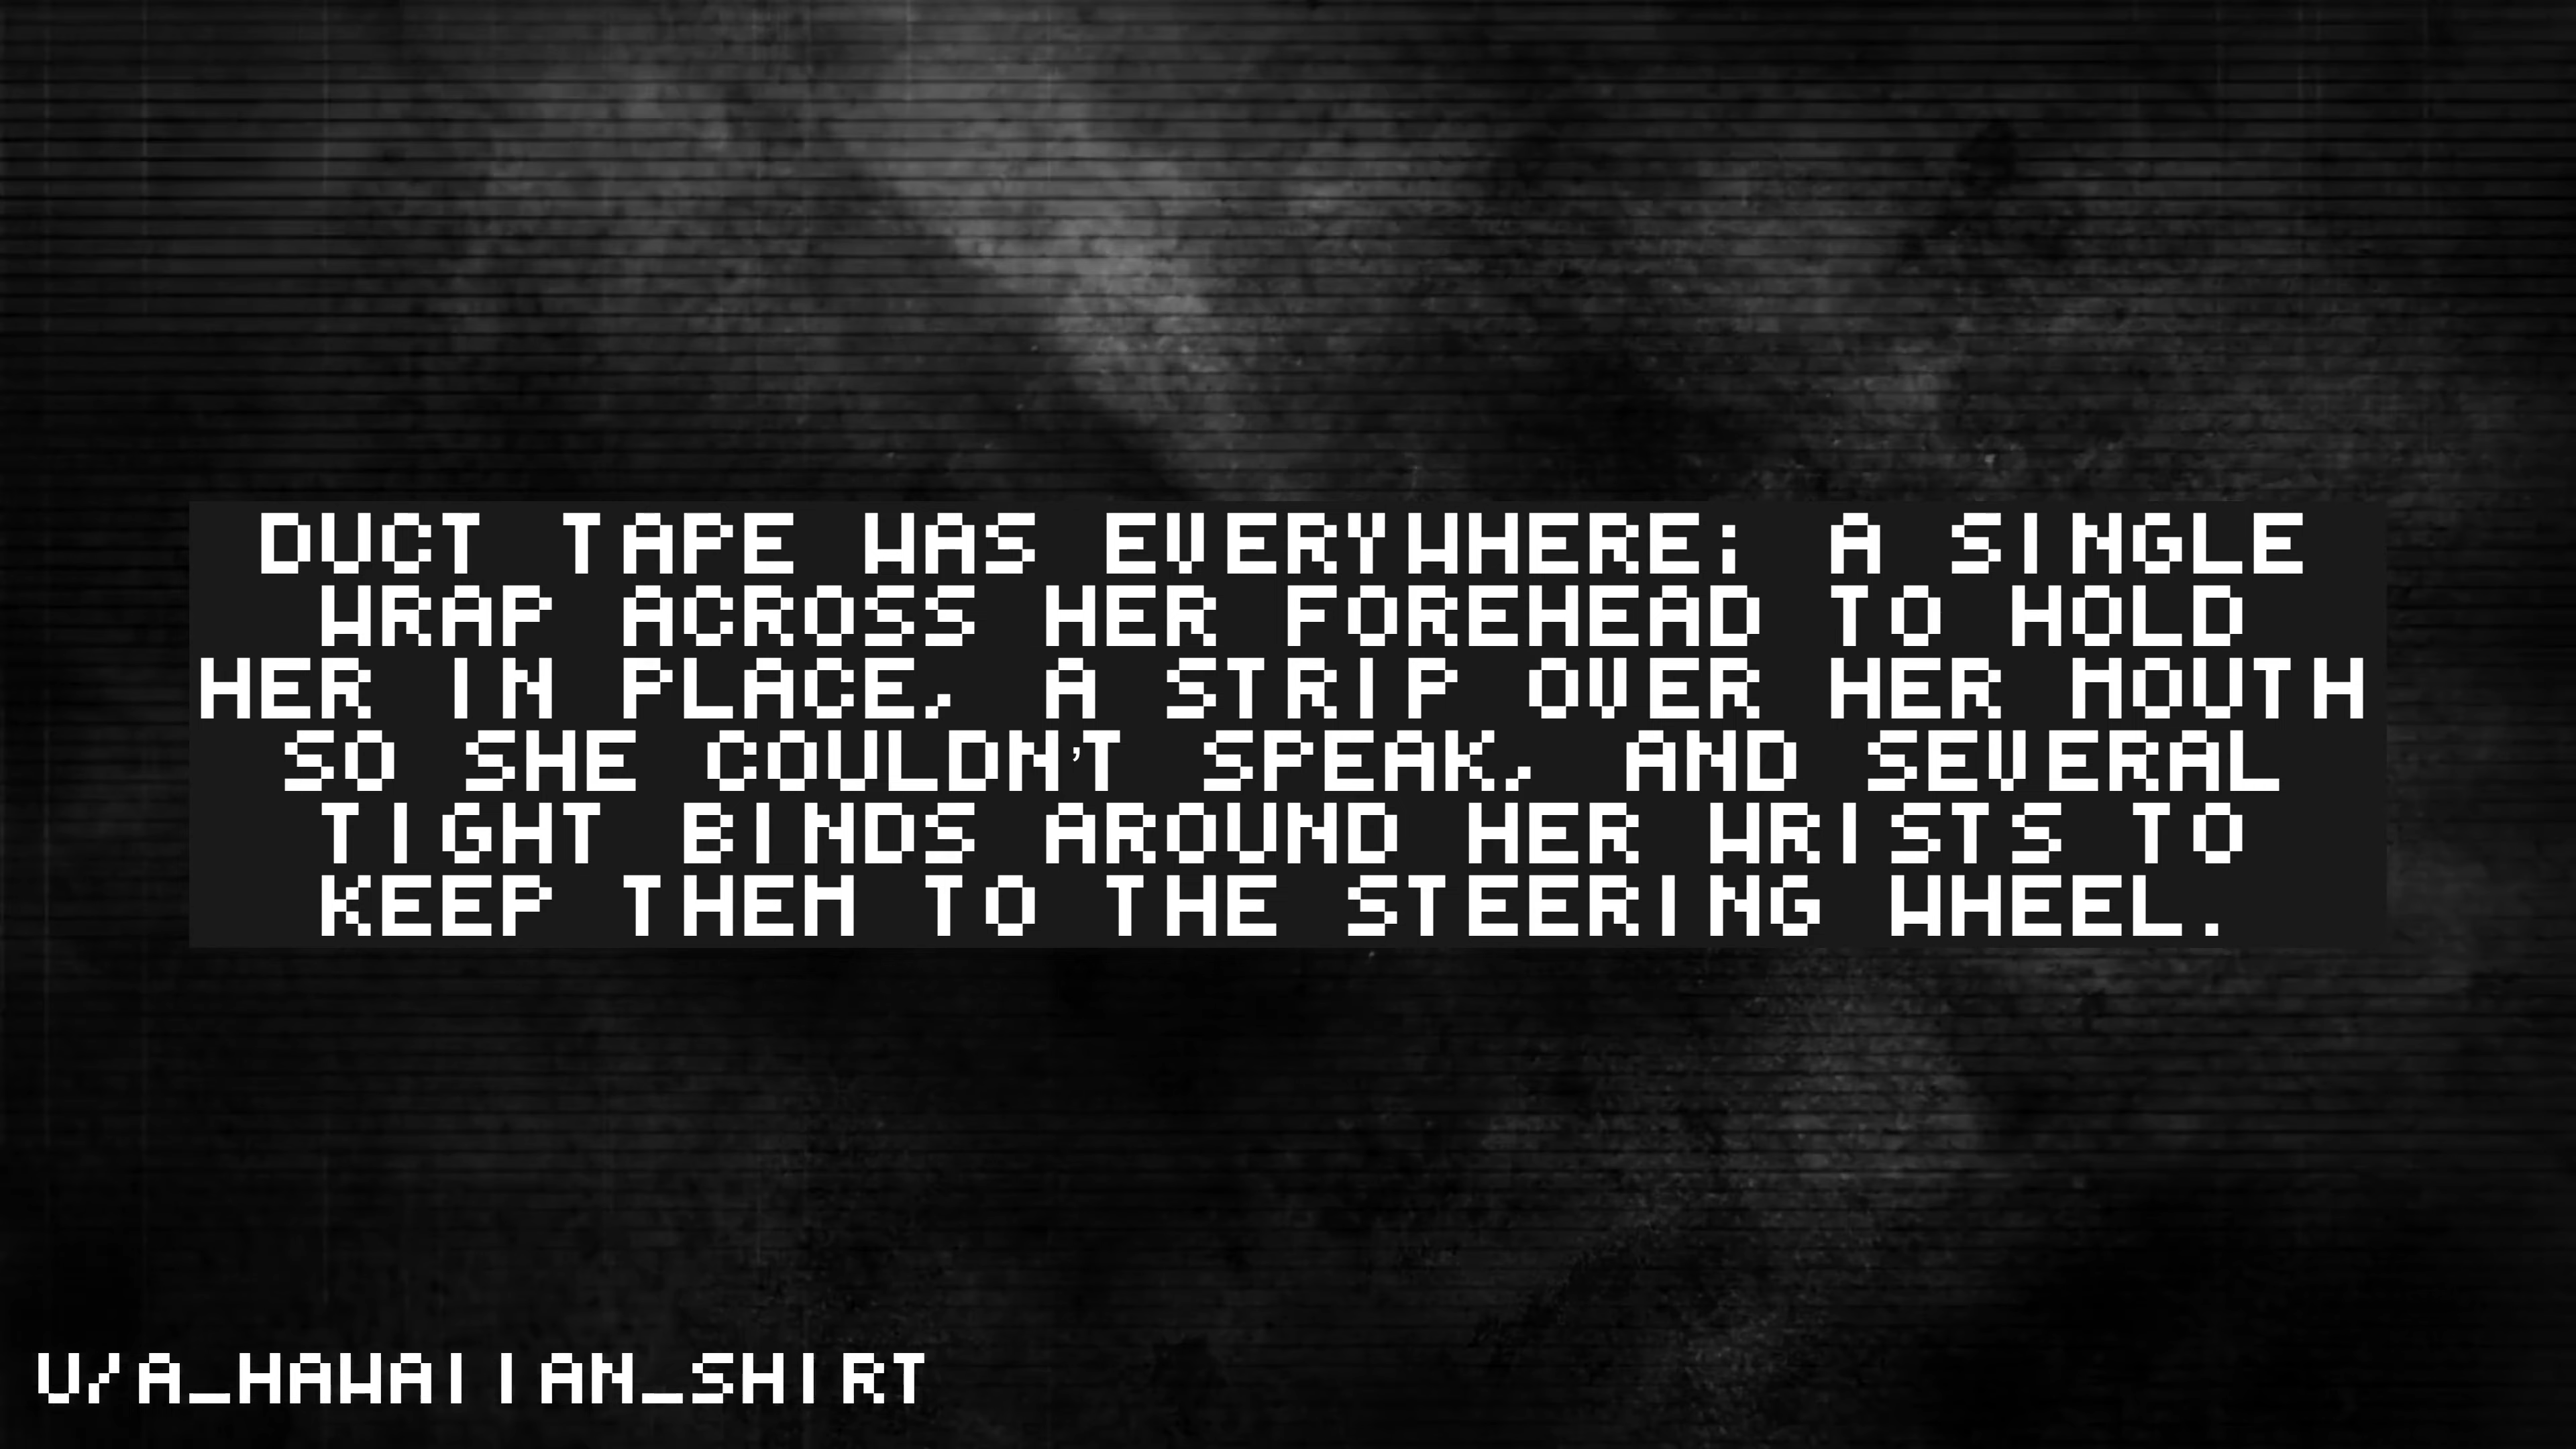 DUCT TAPE WAS EVERYWHERE; A SINGLE
WRAP ACROSS HER FOREHEAD TO HOLD
HER IN PLACE, A STRIP OVER HER MOUTH
SO SHE COULDN'T SPEAK, AND SEVERAL
TIGHT BINDS AROUND HER WRISTS TO
KEEP THEM TO THE STEERING WHEEL.
U/A_HAWAIIAN_SHIRT